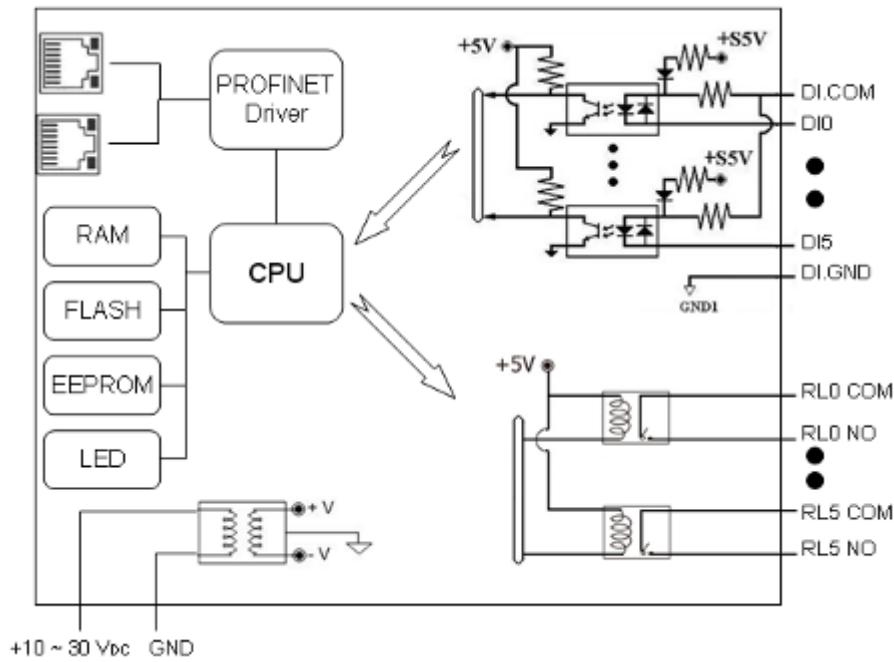 PROFINET
Driver
CPU
RAM
FLASH
EEPROM
LED
+5V
+S5V
DI.COM
DI0
+S5V
DI5
DI.GND
GND1
+5V
RL0 COM
RL0 NO
RL5 COM
RL5 NO
+ V
- V
+10 ~ 30 VDC GND